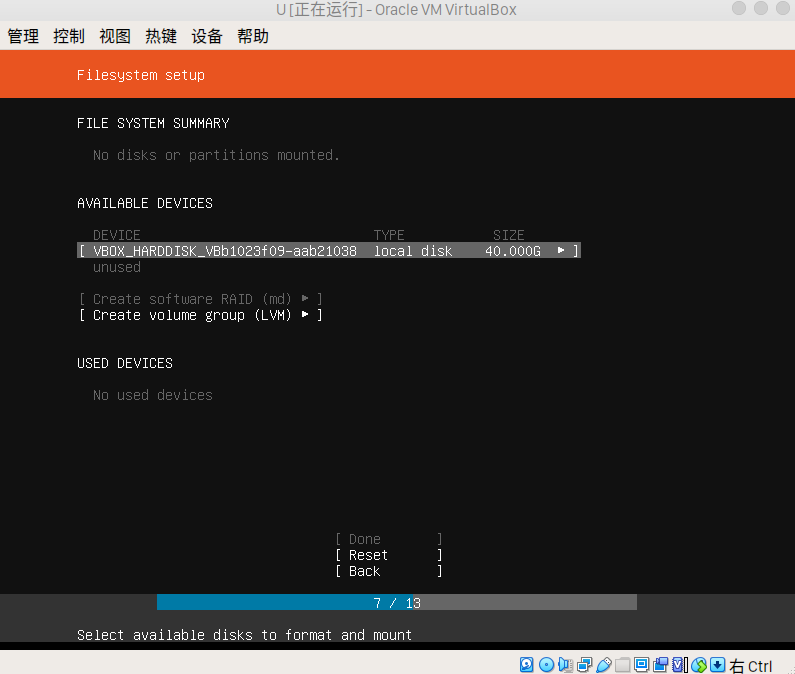 U [正在运行] - Oracle VM VirtualBox
管理 控制 视图 热键 设备 帮助
Filesystem setup
FILE SYSTEM SUMMARY
No disks or partitions mounted.
AVAILABLE DEVICES
DEVICE TYPE SIZE
[ VBOX_HARDDISK_VBb1023f09-aab21038 local disk 40.000G ▸ ]
unused
[ Create software RAID (md) ▸ ]
[ Create volume group (LVM) ▸ ]
USED DEVICES
No used devices
[ Done ]
[ Reset ]
[ Back ]
7 / 13
Select available disks to format and mount
右 Ctrl